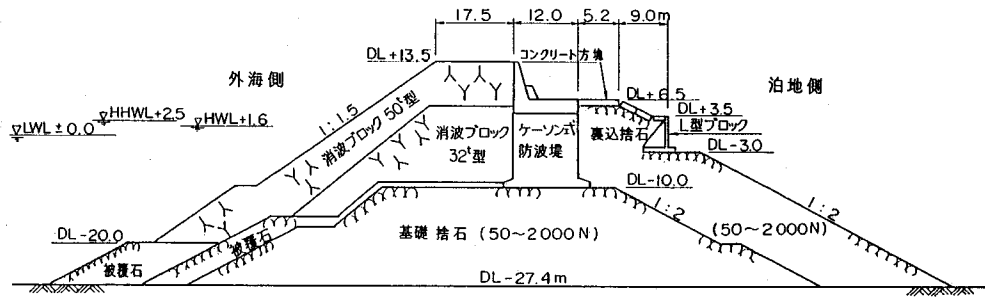 17.5 12.0 5.2 9.0m
DL+13.5
コンクリート方塊
外海側
泊地側
DL+6.5
HHWL+2.5
DL+3.5
LWL±0.0
HWL+1.6
1:1.5
消波ブロック50t型
消波ブロック
32t型
ケーソン式
防波堤
裏込捨石
L型ブロック
DL-3.0
DL-10.0
1:2
1:2
DL-20.0
被覆石
被覆石
基礎捨石(50~2000N)
(50~2000N)
DL-27.4m